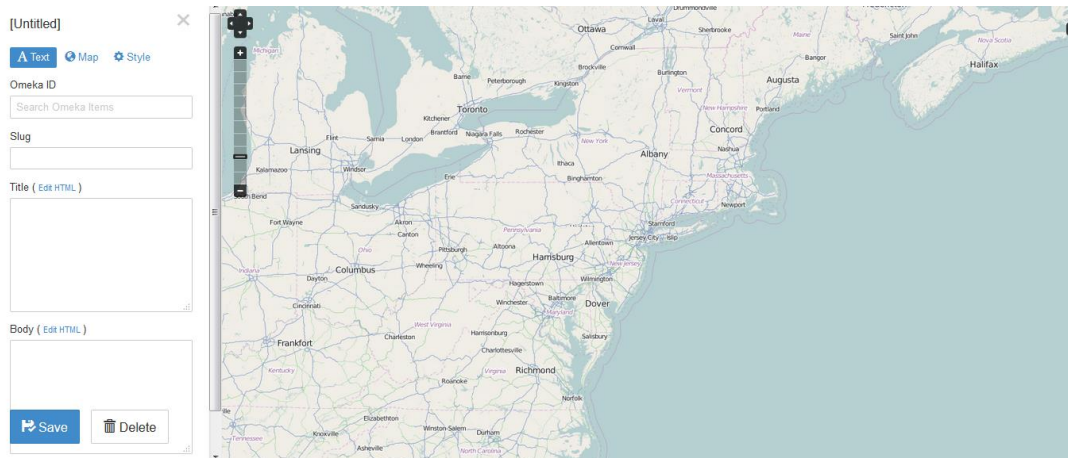 [Untitled]
×
A Text Map Style
Omeka ID
Search Omeka Items
Slug
Title ( Edit HTML )
Body ( Edit HTML )
Save Delete
Drummondville
Laval
Ottawa
Sherbrooke
Maine
Saint John
Nova Scotia
Cornwall
Bangor
Halifax
Michigan
Brockville
Barrie
Peterborough
Kingston
Burlington
Augusta
Vermont
Toronto
New Hampshire
Portland
Kitchener
Concord
Flint
Sarnia
London
Brantford
Niagara Falls
Rochester
New York
Nashua
Lansing
Albany
Ithaca
Kalamazoo
Windsor
Erie
Binghamton
Massachusetts
South Bend
Sandusky
Connecticut
Newport
Fort Wayne
Akron
Stamford
Canton
Pennsylvania
Jersey City
Islip
Ohio
Pittsburgh
Altoona
Allentown
Harrisburg
New Jersey
Indiana
Columbus
Wheeling
Dayton
Hagerstown
Wilmington
Cincinnati
Winchester
Baltimore
Dover
Maryland
West Virginia
Charleston
Harrisonburg
Salisbury
Frankfort
Charlottesville
Kentucky
Virginia
Richmond
Roanoke
Norfolk
Elizabethton
Tennessee
Knoxville
Winston-Salem
Durham
Asheville
North Carolina